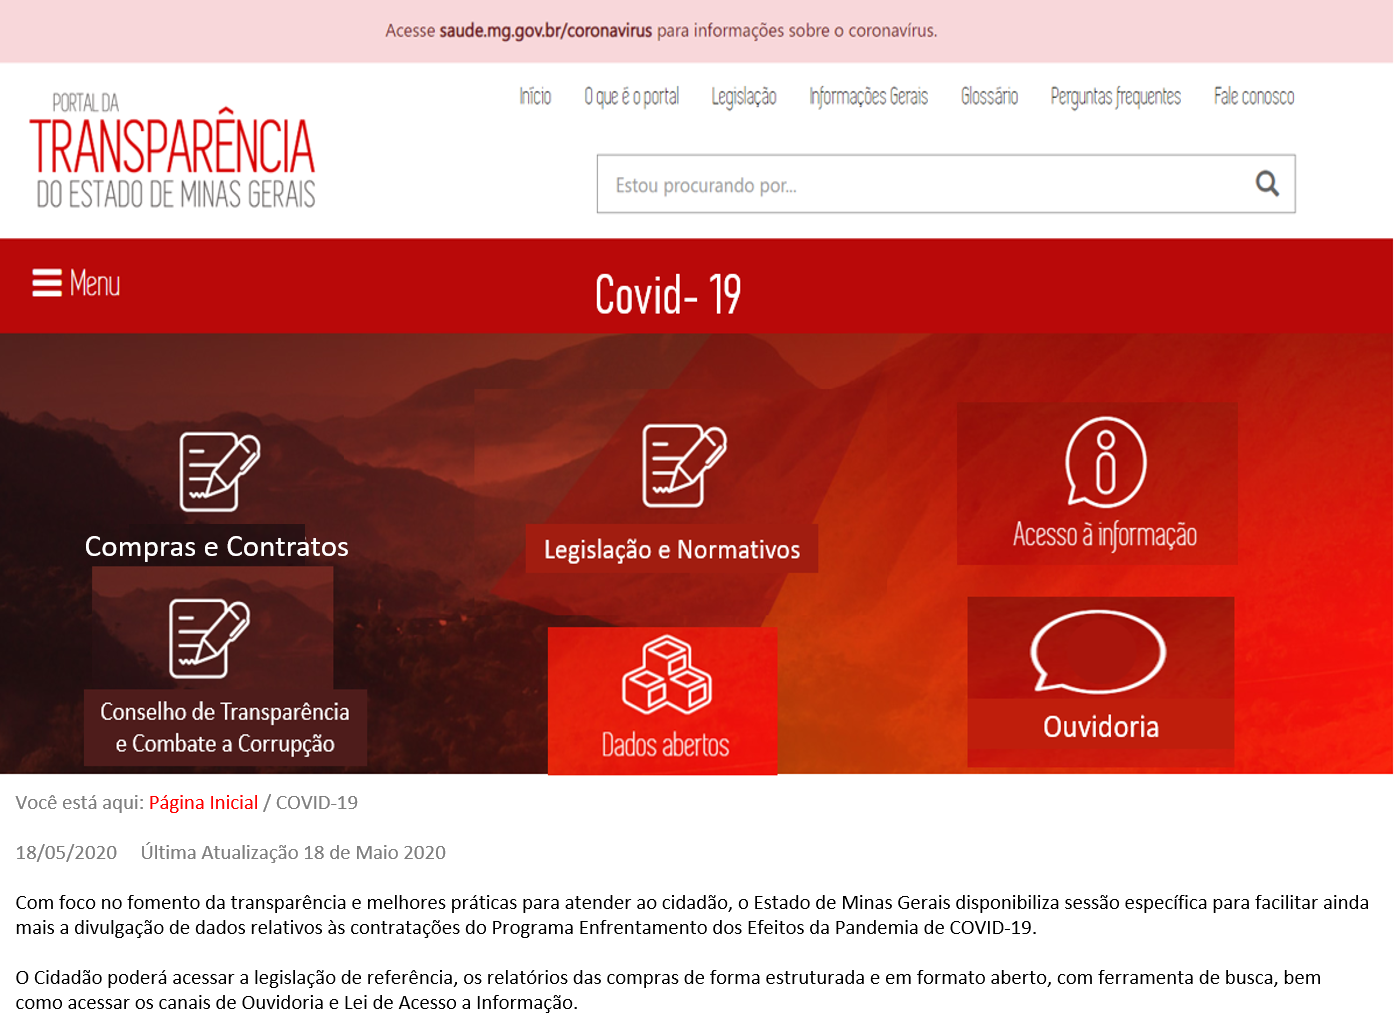 Acesse saude.mg.gov.br/coronavirus para informações sobre o coronavírus.
PORTAL DA
TRANSPARÊNCIA
DO ESTADO DE MINAS GERAIS
Início O que é o portal Legislação Informações Gerais Glossário Perguntas frequentes Fale conosco
Estou procurando por...
Menu
Covid- 19
Compras e Contratos
Legislação e Normativos
Acesso à informação
Conselho de Transparência
e Combate a Corrupção
Dados abertos
Ouvidoria
Você está aqui: Página Inicial / COVID-19
18/05/2020 Última Atualização 18 de Maio 2020
Com foco no fomento da transparência e melhores práticas para atender ao cidadão, o Estado de Minas Gerais disponibiliza sessão específica para facilitar ainda
mais a divulgação de dados relativos às contratações do Programa Enfrentamento dos Efeitos da Pandemia de COVID-19.
O Cidadão poderá acessar a legislação de referência, os relatórios das compras de forma estruturada e em formato aberto, com ferramenta de busca, bem
como acessar os canais de Ouvidoria e Lei de Acesso a Informação.